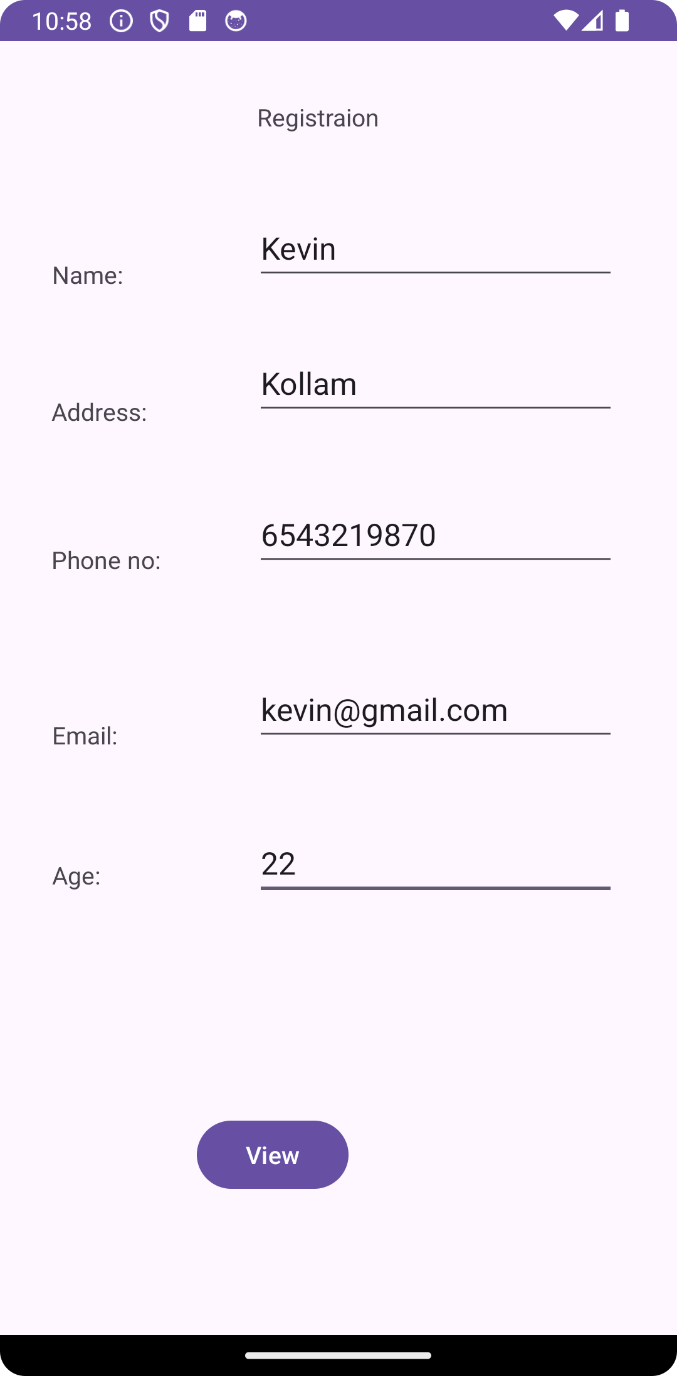 10:58
Registraion
Name: Kevin
Address: Kollam
Phone no: 6543219870
Email: kevin@gmail.com
Age: 22
View